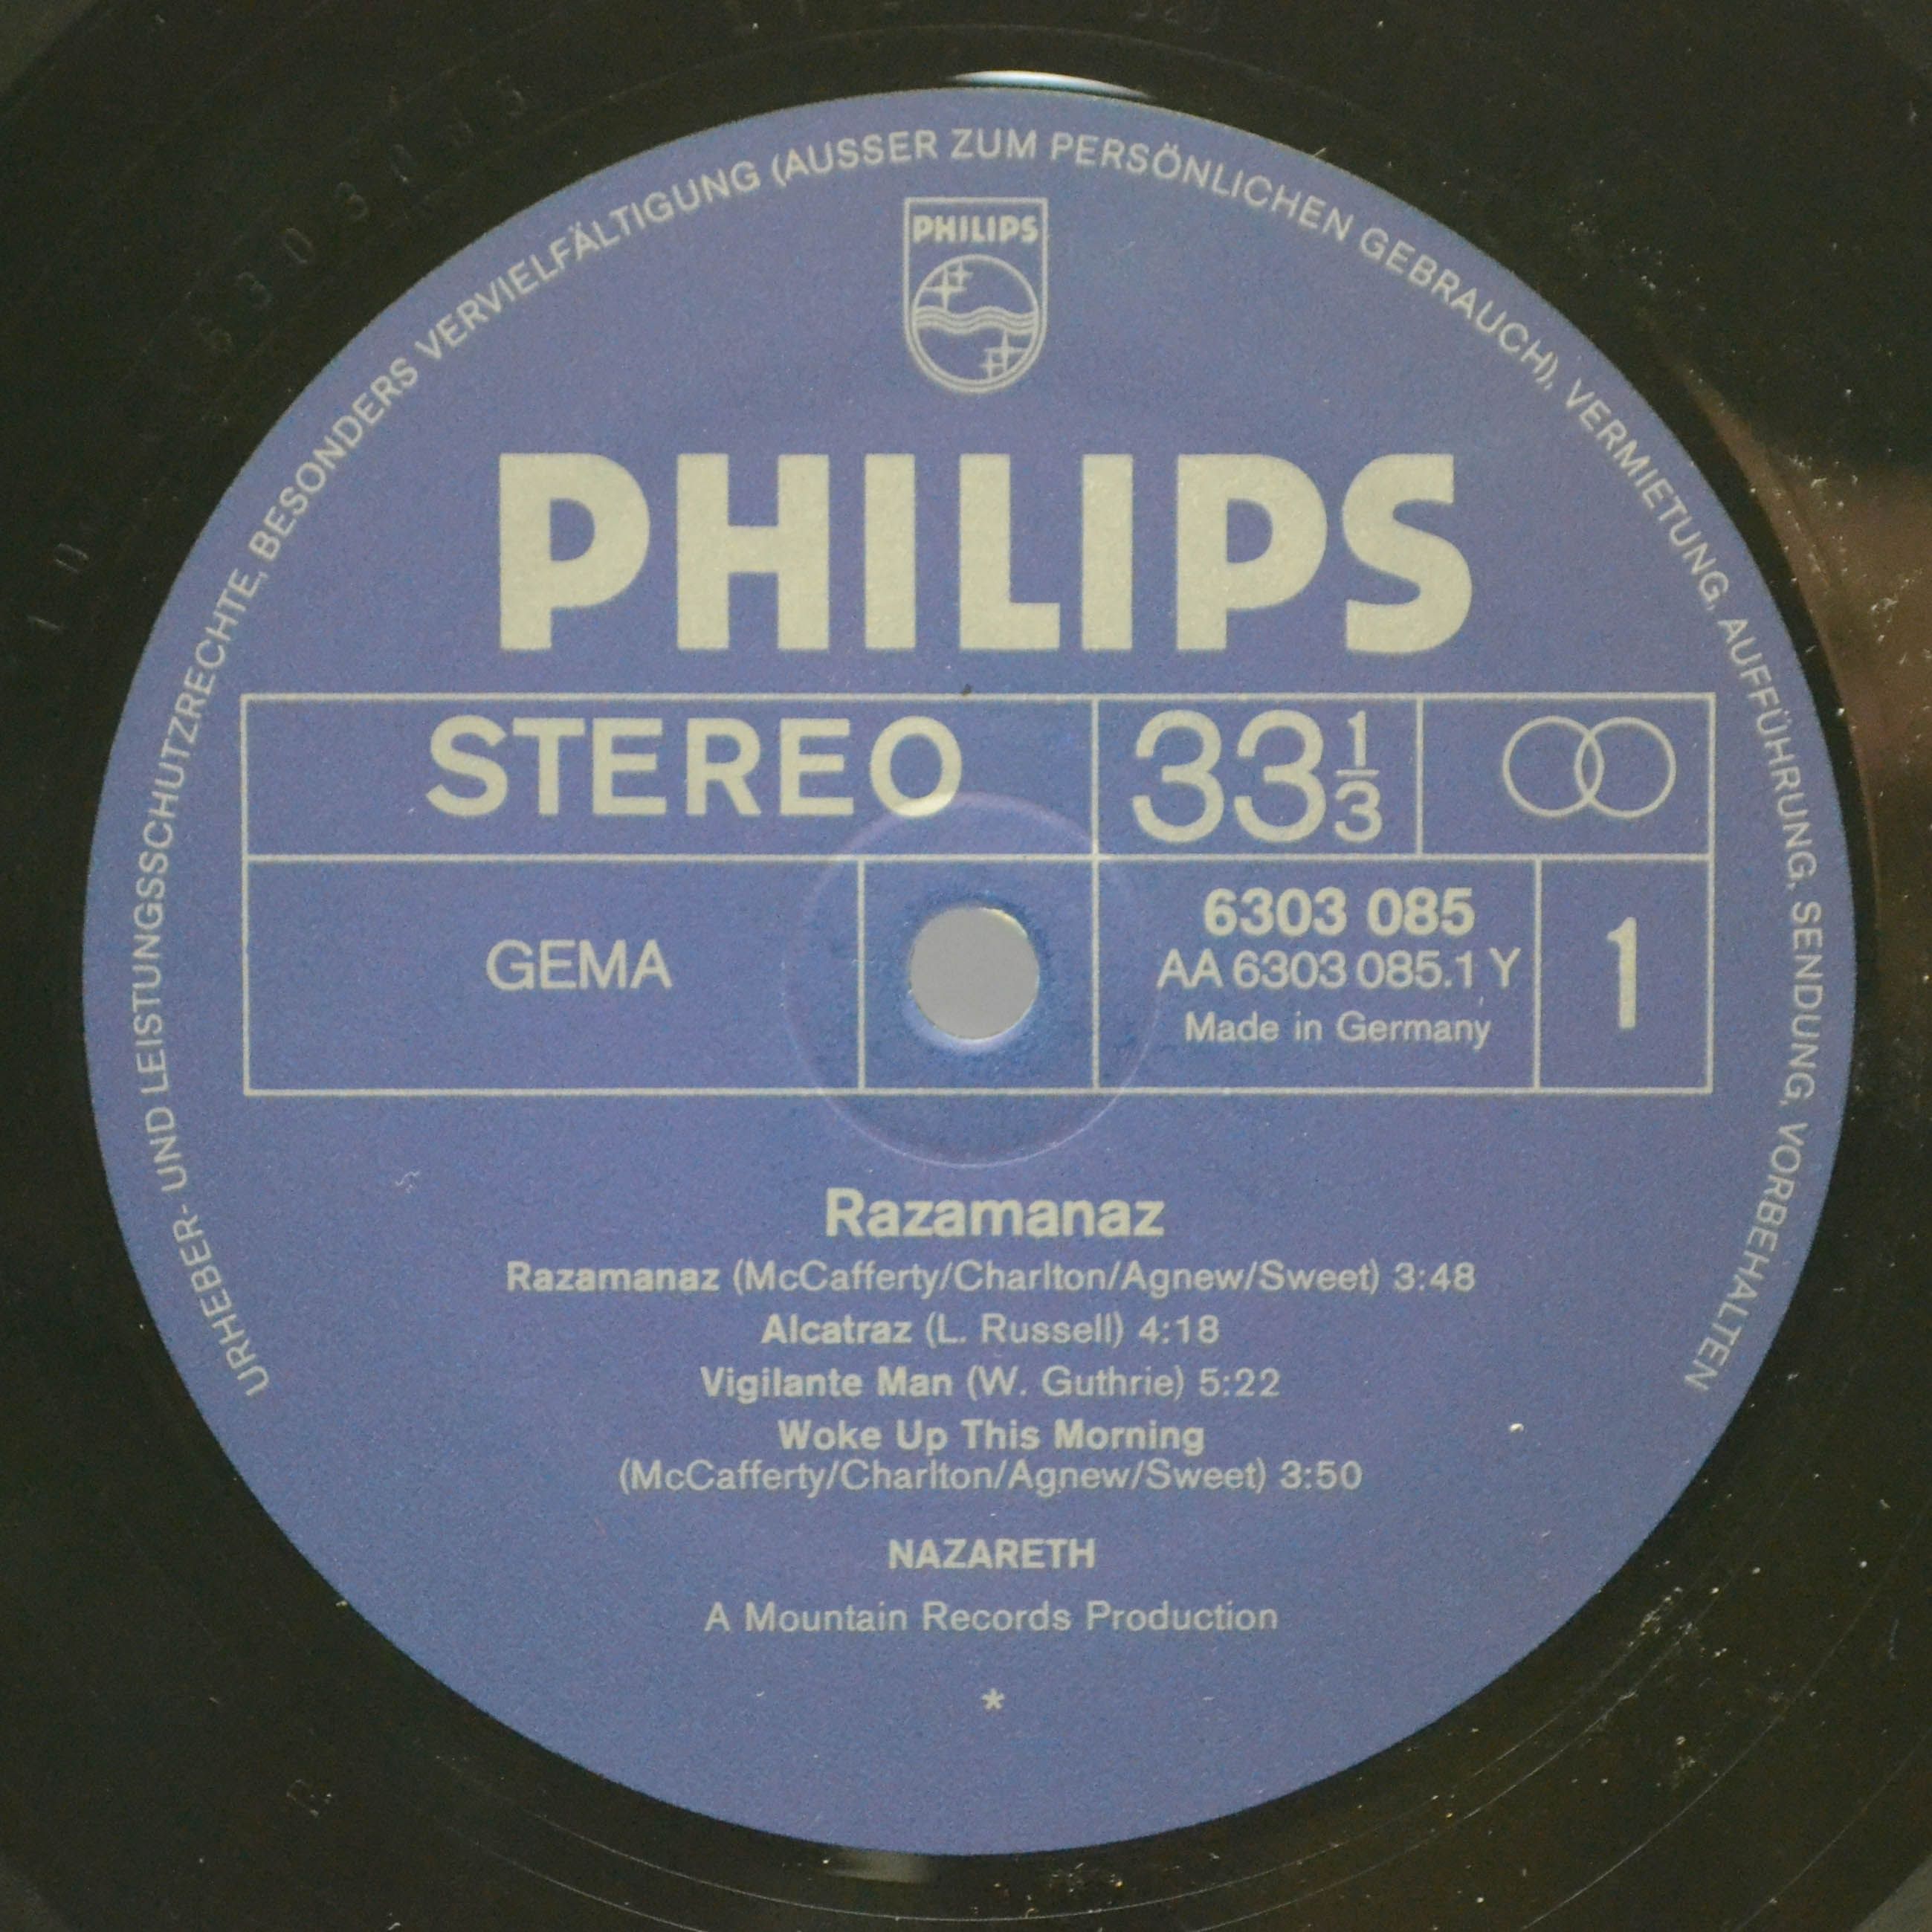 URHEBER- UND LEISTUNGSSCHUTZRECHTE, BESONDERS VERVIELFÄLTIGUNG (AUSSER ZUM PERSÖNLICHEN GEBRAUCH), VERMIETUNG, AUFFÜHRUNG, SENDUNG, VORBEHALTEN
PHILIPS
PHILIPS
STEREO 33 1/3
GEMA
6303 085
AA 6303 085.1 Y
Made in Germany
1
Razamanaz
Razamanaz (McCafferty/Charlton/Agnew/Sweet) 3:48
Alcatraz (L. Russell) 4:18
Vigilante Man (W. Guthrie) 5:22
Woke Up This Morning
(McCafferty/Charlton/Agnew/Sweet) 3:50
NAZARETH
A Mountain Records Production
*